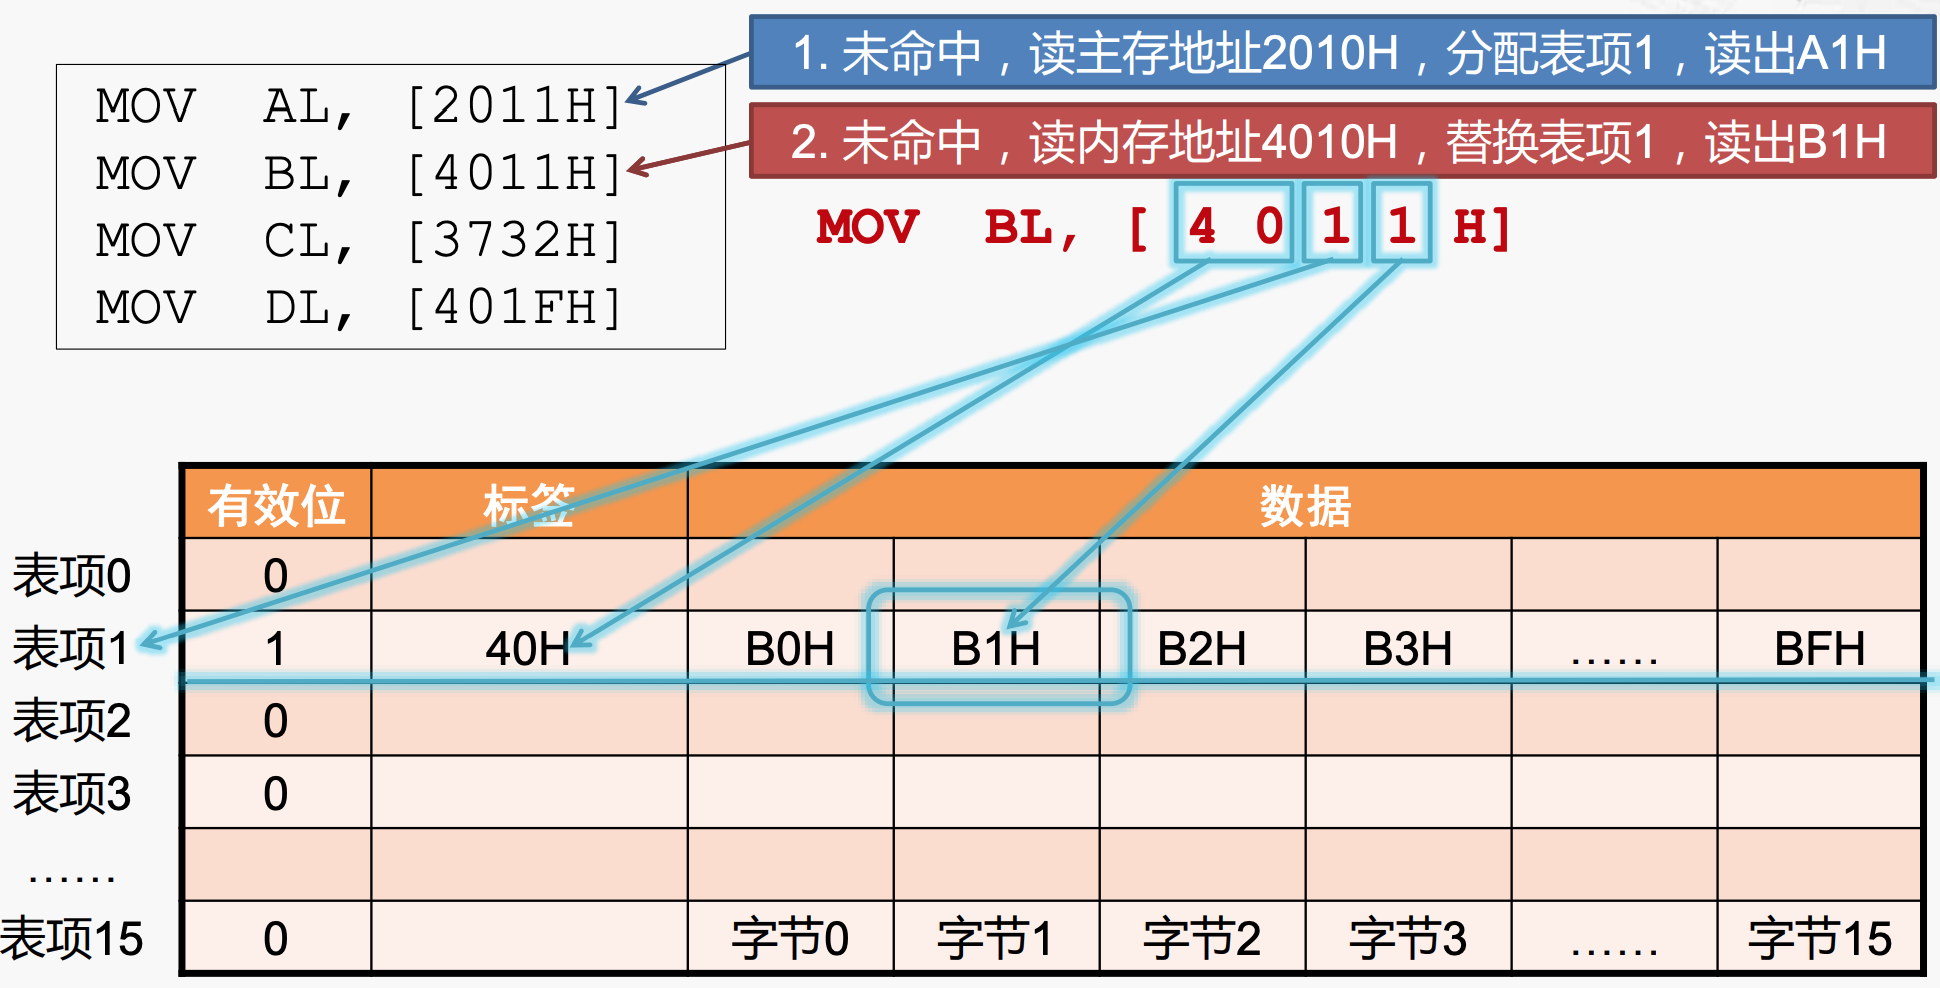 1. 未命中，读主存地址2010H，分配表项1，读出A1H
MOV AL, [2011H]
2. 未命中，读内存地址4010H，替换表项1，读出B1H
MOV BL, [4011H]
MOV BL, [ 4 0 1 1 H]
MOV CL, [3732H]
MOV DL, [401FH]
有效位 标签 数据
表项0 0
表项1 1 40H B0H B1H B2H B3H …… BFH
表项2 0
表项3 0
……
表项15 0 字节0 字节1 字节2 字节3 …… 字节15